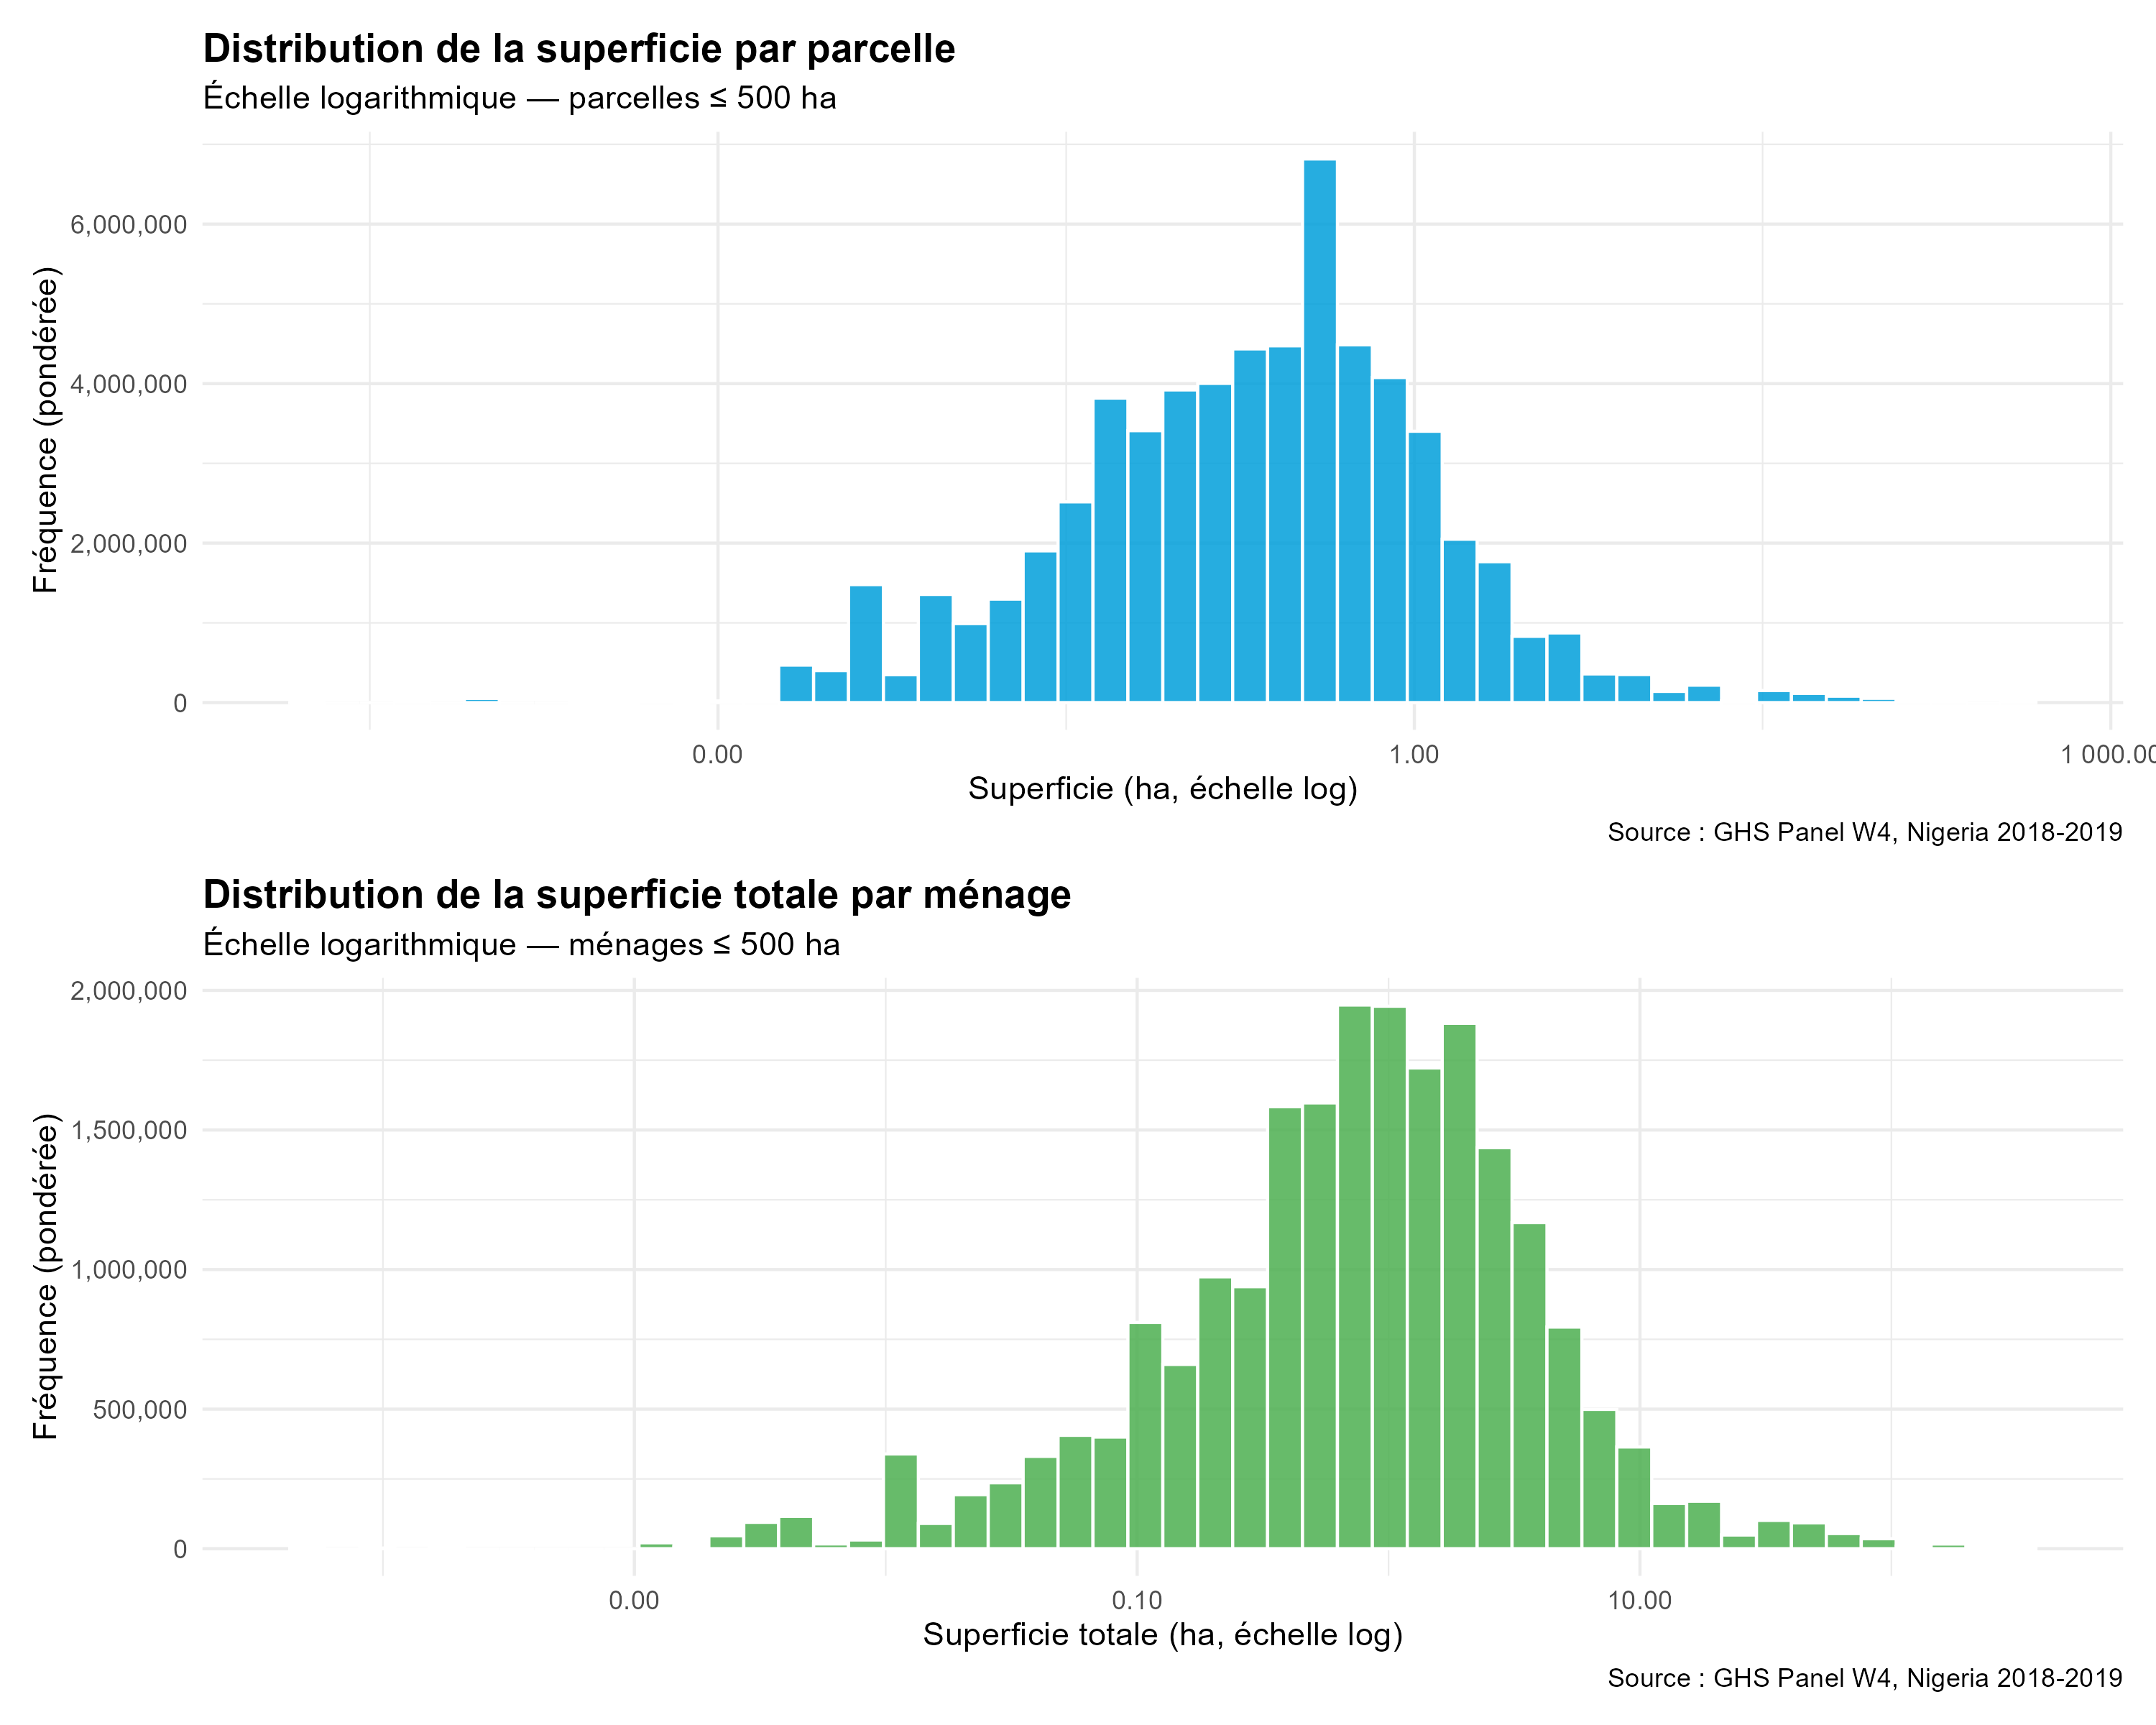 Distribution de la superficie par parcelle
Échelle logarithmique — parcelles ≤ 500 ha
Fréquence (pondérée)
6,000,000
4,000,000
2,000,000
0
0.00
1.00
1 000.00
Superficie (ha, échelle log)
Source : GHS Panel W4, Nigeria 2018-2019
Distribution de la superficie totale par ménage
Échelle logarithmique — ménages ≤ 500 ha
Fréquence (pondérée)
2,000,000
1,500,000
1,000,000
500,000
0
0.00
0.10
10.00
Superficie totale (ha, échelle log)
Source : GHS Panel W4, Nigeria 2018-2019